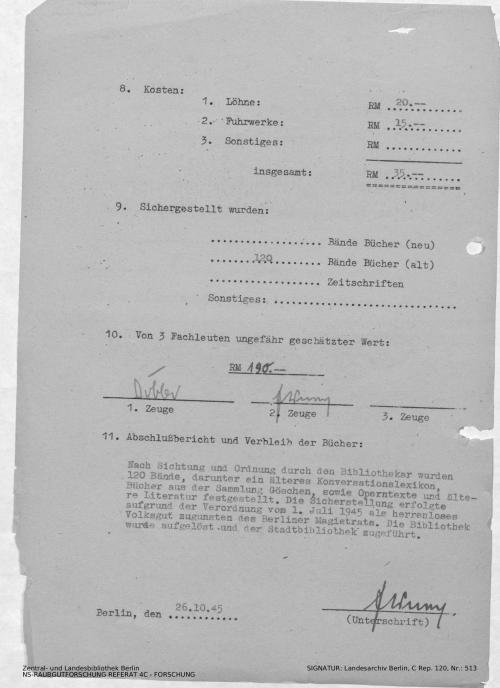 8. Kosten:
1. Löhne: RM 20.--
2. Fuhrwerke: RM 15.--
3. Sonstiges: RM ............
insgesamt: RM 35.--
9. Sichergestellt wurden:
.................. Bände Bücher (neu)
.......120........ Bände Bücher (alt)
.................. Zeitschriften
Sonstiges: ..............................
10. Von 3 Fachleuten ungefähr geschätzter Wert:
RM 190.--
1. Zeuge 2. Zeuge 3. Zeuge
11. Abschlußbericht und Verbleib der Bücher:
Nach Sichtung und Ordnung durch den Bibliothekar wurden
120 Bände, darunter ein älteres Konversationslexikon,
Bücher aus der Sammlung Göschen, sowie Operntexte und älte-
re Literatur festgestellt. Die Sicherstellung erfolgte
aufgrund der Verordnung vom 1. Juli 1945 als herrenloses
Volksgut zugunsten des Berliner Magistrats. Die Bibliothek
wurde aufgelöst und der Stadtbibliothek zugeführt.
Berlin, den 26.10.45
(Unterschrift)
Zentral- und Landesbibliothek Berlin
NS-RAUBGUTFORSCHUNG REFERAT 4C - FORSCHUNG
SIGNATUR: Landesarchiv Berlin, C Rep. 120, Nr.: 513